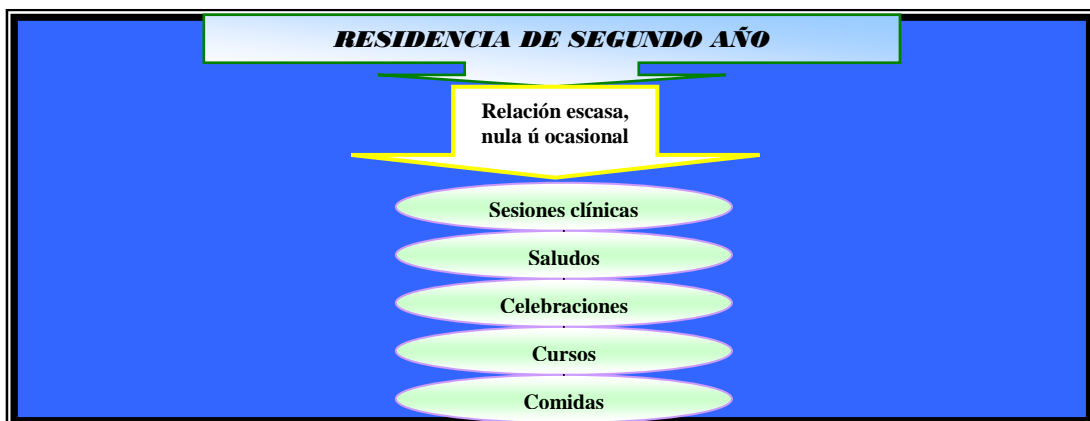 RESIDENCIA DE SEGUNDO AÑO
Relación escasa,
nula ú ocasional
Sesiones clínicas
Saludos
Celebraciones
Cursos
Comidas